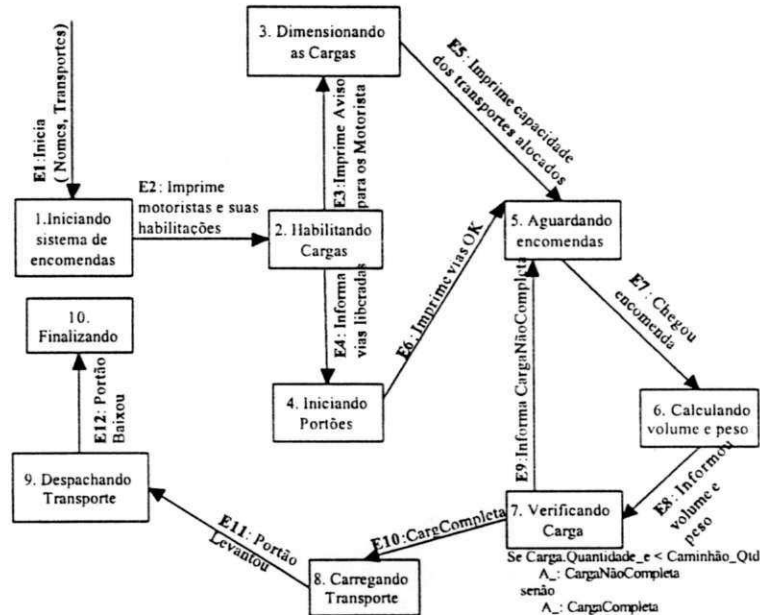 E1:Inicia
( Nomes, Transportes)
1.Iniciando
sistema de
encomendas
E2: Imprime
motoristas e suas
habilitações
2. Habilitando
Cargas
E3:Imprime Aviso
para os Motorista
3. Dimensionando
as Cargas
E4: Informa
vias liberadas
4. Iniciando
Portões
E5: Imprime capacidade
dos transportes alocados
E6: Imprime vias OK
5. Aguardando
encomendas
E7: Chegou
encomenda
6. Calculando
volume e peso
E8: Informou
volume e
peso
7. Verificando
Carga
Se Carga.Quantidade_e < Caminhão_Qtd
A_: CargaNãoCompleta
senão
A_: CargaCompleta
E9:Informa CargaNãoCompleta
E10:CargCompleta
8. Carregando
Transporte
E11: Portão
Levantou
9. Despachando
Transporte
E12: Portão
Baixou
10.
Finalizando